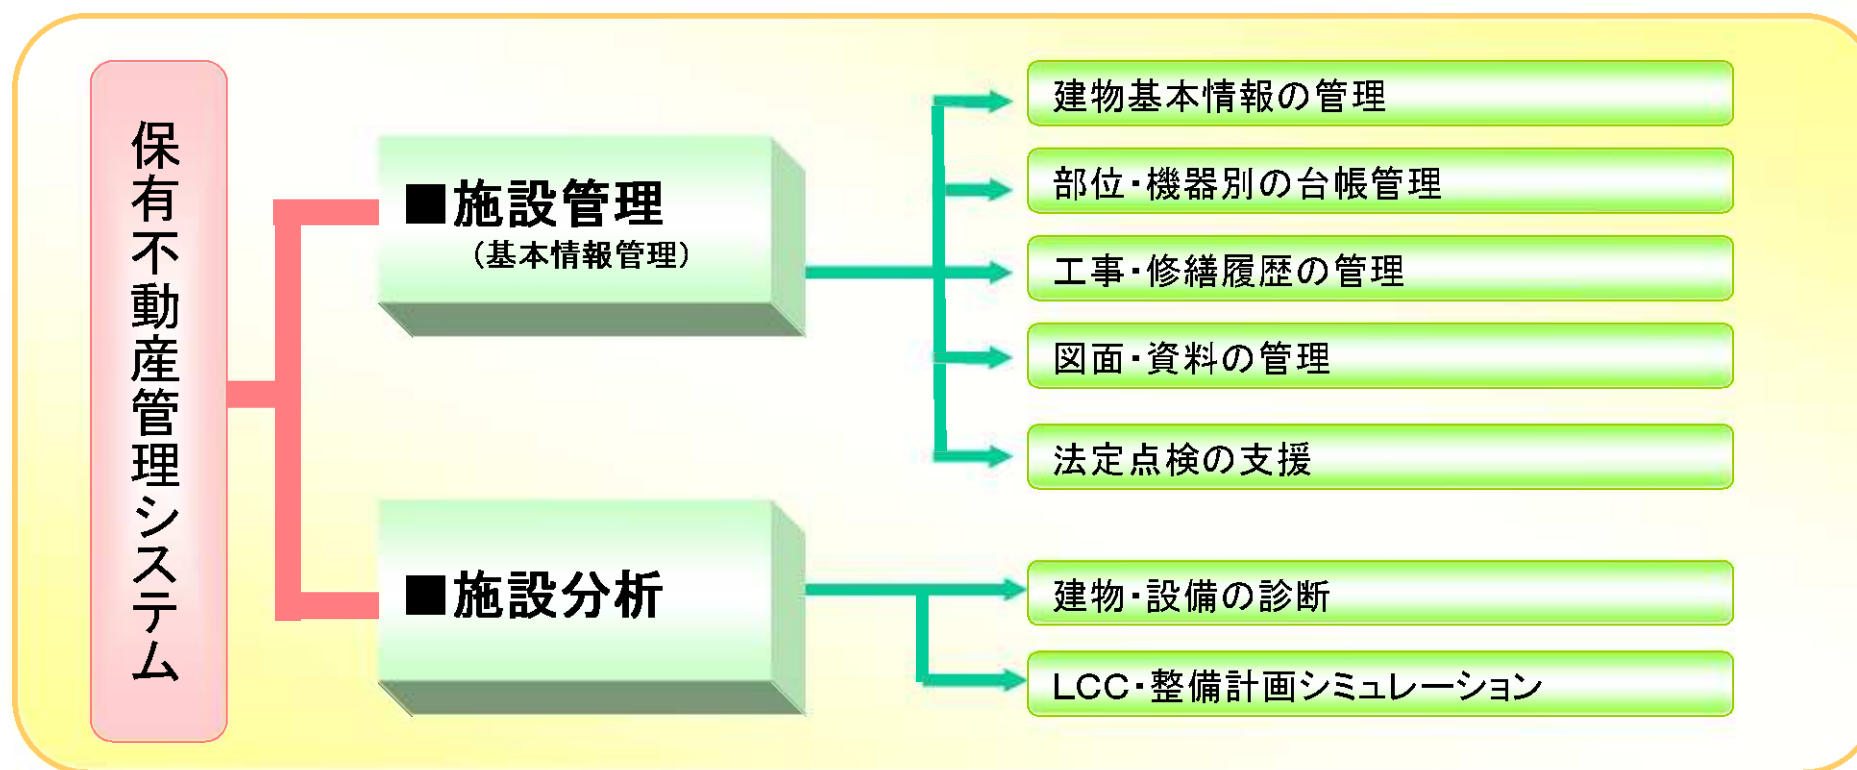 保有不動産管理システム
■施設管理
(基本情報管理)
建物基本情報の管理
部位・機器別の台帳管理
工事・修繕履歴の管理
図面・資料の管理
法定点検の支援
■施設分析
建物・設備の診断
LCC・整備計画シミュレーション